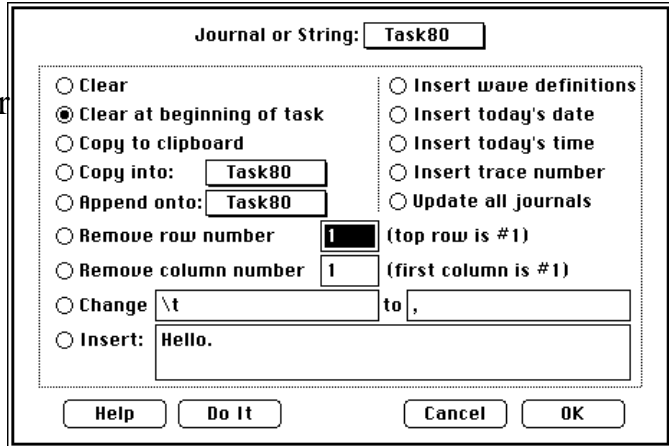 Journal or String: Task80
r
Clear
Clear at beginning of task
Copy to clipboard
Copy into: Task80
Append onto: Task80
Insert wave definitions
Insert today's date
Insert today's time
Insert trace number
Update all journals
Remove row number 1 (top row is #1)
Remove column number 1 (first column is #1)
Change \t to ,
Insert: Hello.
Help Do It Cancel OK